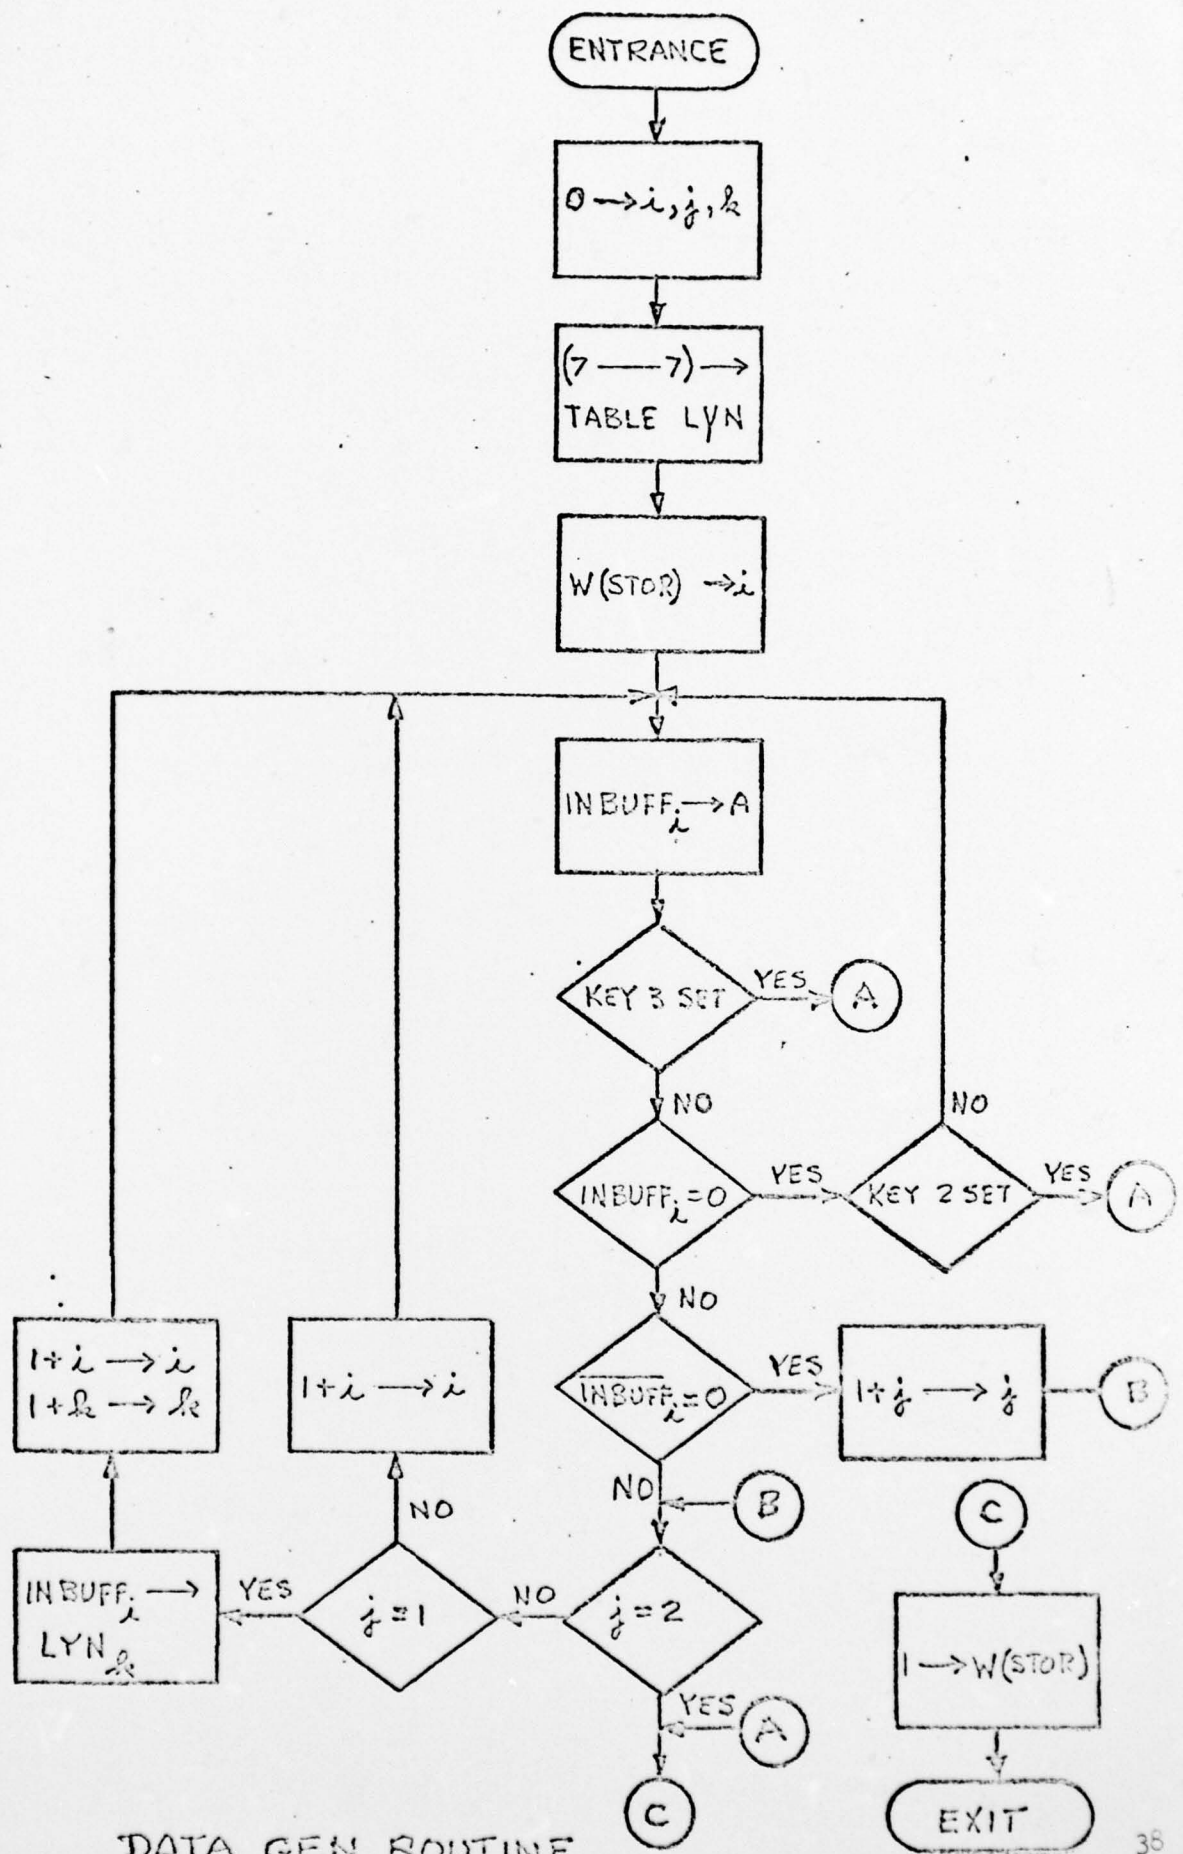 ENTRANCE
0→i,j,k
(7——7)→
TABLE LYN
W(STOR)→i
INBUFFᵢ→A
KEY 3 SET
YES
A
NO
INBUFFᵢ=0
YES
KEY 2 SET
NO
YES
A
NO
I̅N̅B̅U̅F̅F̅ᵢ=0
YES
1+j→j
B
1+i→i
1+k→k
1+i→i
NO
B
C
NO
INBUFFᵢ→
LYNₖ
YES
j=1
NO
j=2
1→W(STOR)
YES
A
C
EXIT
DATA GEN ROUTINE
38